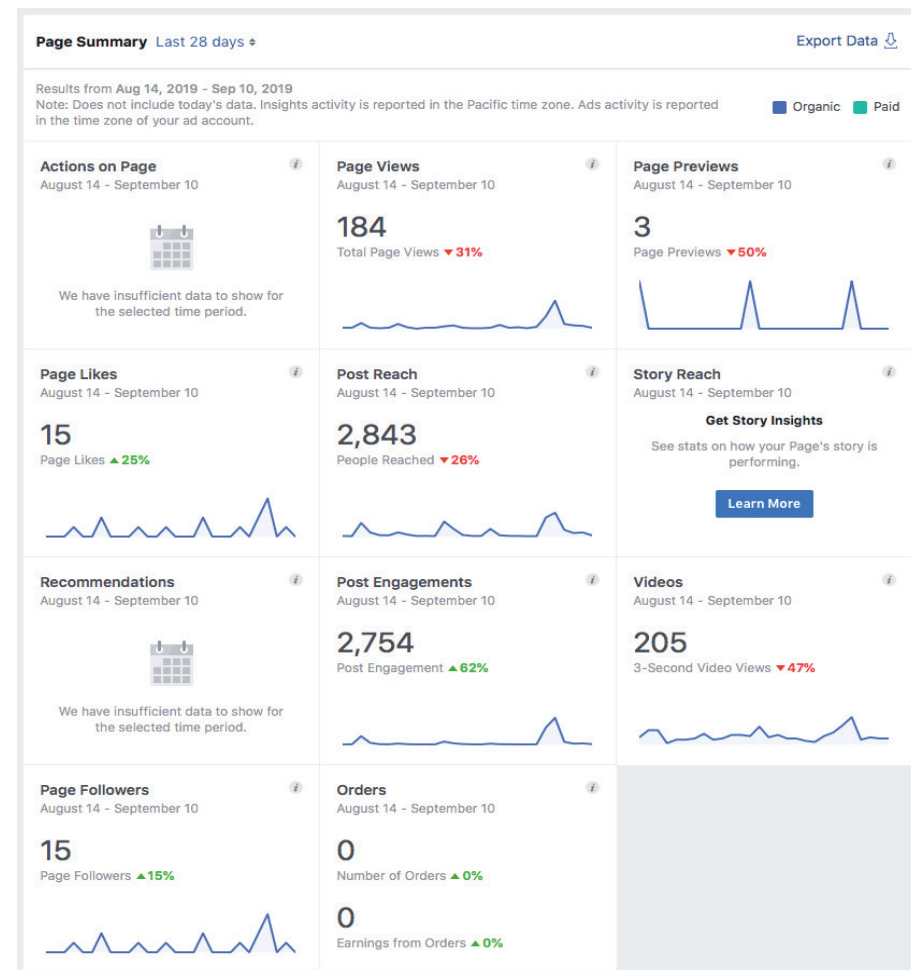 Page Summary Last 28 days
Export Data
Results from Aug 14, 2019 - Sep 10, 2019
Note: Does not include today's data. Insights activity is reported in the Pacific time zone. Ads activity is reported
in the time zone of your ad account.
Organic Paid
Actions on Page
August 14 - September 10
We have insufficient data to show for
the selected time period.
Page Views
August 14 - September 10
184
Total Page Views ▼31%
Page Previews
August 14 - September 10
3
Page Previews ▼50%
Page Likes
August 14 - September 10
15
Page Likes ▲25%
Post Reach
August 14 - September 10
2,843
People Reached ▼26%
Story Reach
August 14 - September 10
Get Story Insights
See stats on how your Page's story is
performing.
Learn More
Recommendations
August 14 - September 10
We have insufficient data to show for
the selected time period.
Post Engagements
August 14 - September 10
2,754
Post Engagement ▲62%
Videos
August 14 - September 10
205
3-Second Video Views ▼47%
Page Followers
August 14 - September 10
15
Page Followers ▲15%
Orders
August 14 - September 10
0
Number of Orders ▲0%
0
Earnings from Orders ▲0%